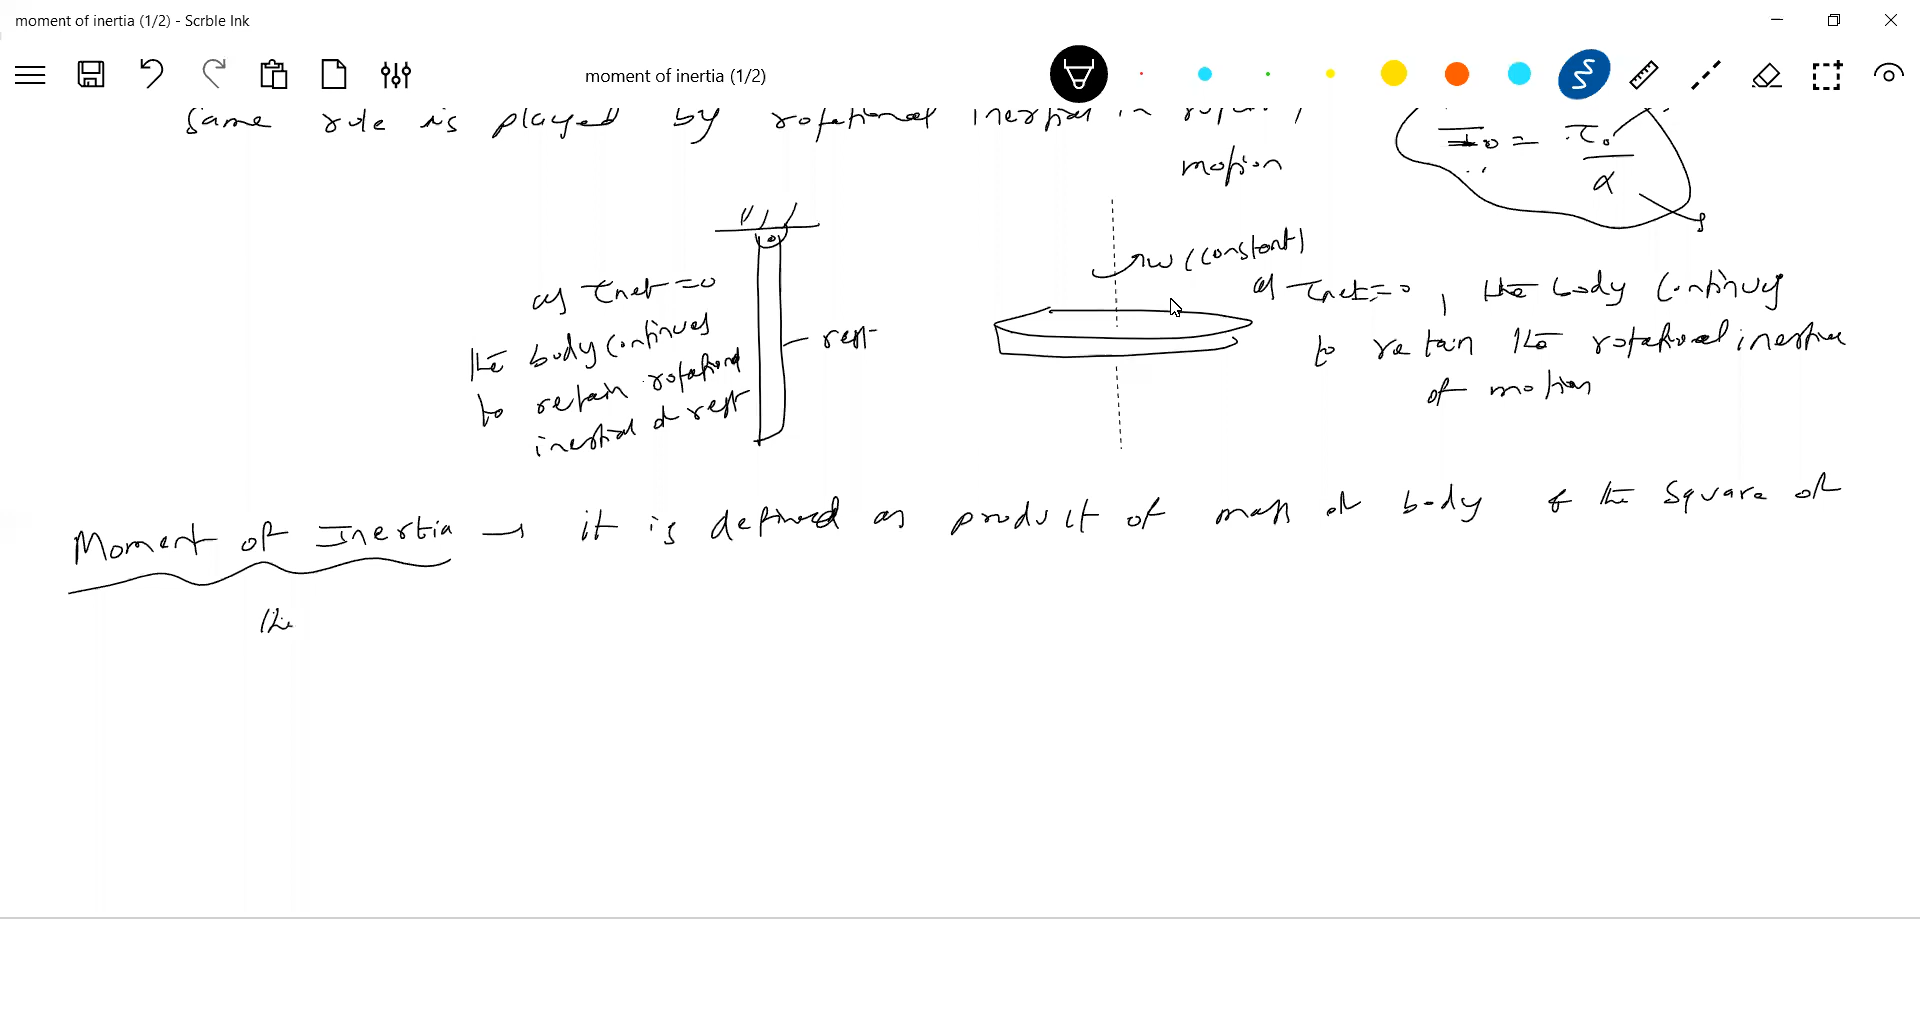 moment of inertia (1/2) - Scrble Ink
moment of inertia (1/2)
same role is played by rotational inertia in
motion
I₀ = τ₀/α
ω (constant)
as τnet = 0
the body continues
to retain rotational
inertia of rest
rest
as τnet = 0, the body continues
to retain the rotational inertia
of motion
Moment of Inertia → it is defined as product of mass of body & the square of
the